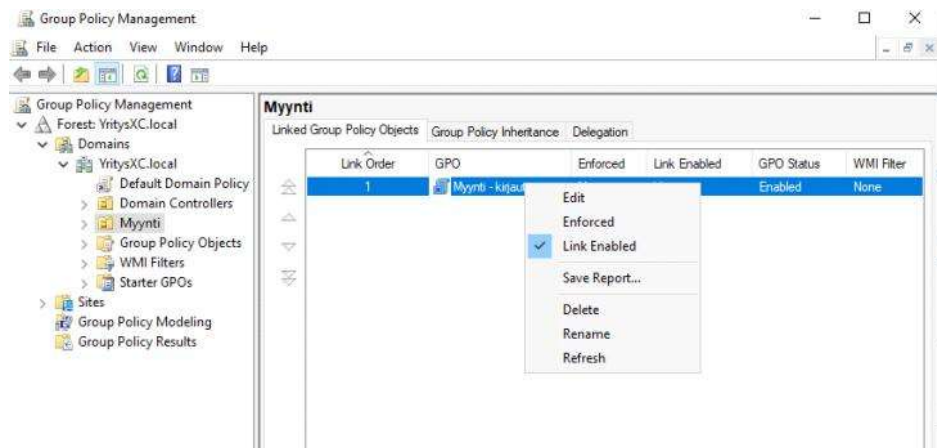 Group Policy Management
File Action View Window Help
Group Policy Management
Forest: YritysXC.local
Domains
YritysXC.local
Default Domain Policy
Domain Controllers
Myynti
Group Policy Objects
WMI Filters
Starter GPOs
Sites
Group Policy Modeling
Group Policy Results
Myynti
Linked Group Policy Objects Group Policy Inheritance Delegation
Link Order GPO Enforced Link Enabled GPO Status WMI Filter
1 Myynti - kirjaut Enabled None
Edit
Enforced
Link Enabled
Save Report...
Delete
Rename
Refresh